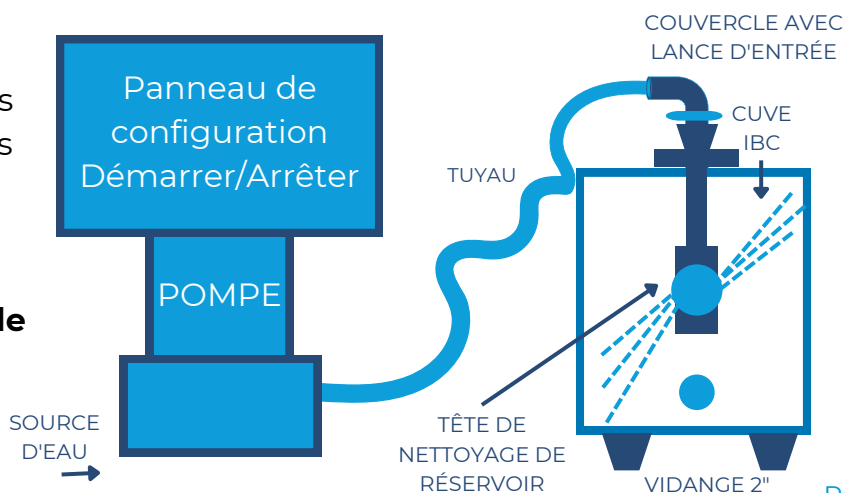 COUVERCLE AVEC
LANCE D'ENTRÉE
Panneau de
configuration
Démarrer/Arrêter
s
s
CUVE
IBC
TUYAU
POMPE
le
SOURCE
D'EAU
TÊTE DE
NETTOYAGE DE
RÉSERVOIR
VIDANGE 2"